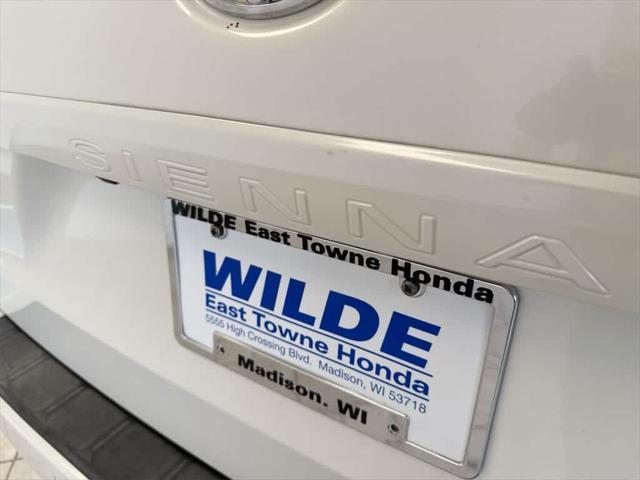 SIENNA
WILDE East Towne Honda
WILDE
East Towne Honda
5555 High Crossing Blvd. Madison, WI 53718
Madison. WI